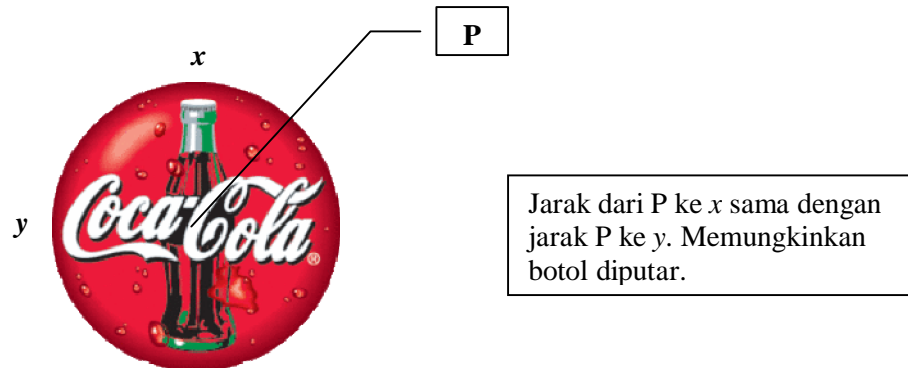 P
x
y
Coca-Cola
®
Jarak dari P ke x sama dengan
jarak P ke y. Memungkinkan
botol diputar.